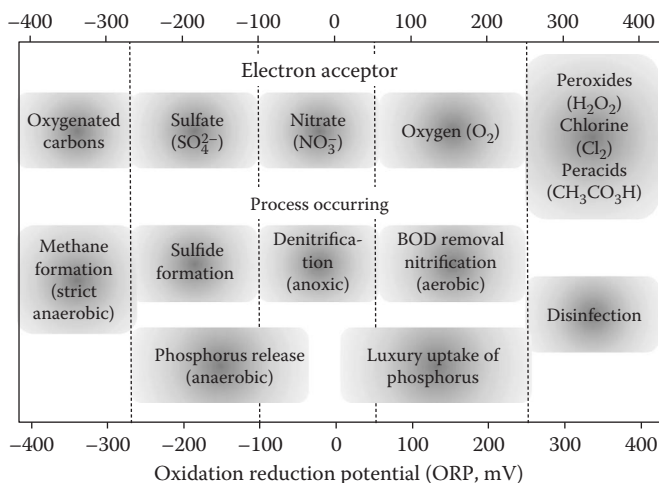 −400 −300 −200 −100 0 100 200 300 400
Electron acceptor
Oxygenated
carbons
Sulfate
(SO₄²⁻)
Nitrate
(NO₃⁻)
Oxygen (O₂)
Peroxides
(H₂O₂)
Chlorine
(Cl₂)
Peracids
(CH₃CO₃H)
Process occurring
Methane
formation
(strict
anaerobic)
Sulfide
formation
Denitrifica-
tion
(anoxic)
BOD removal
nitrification
(aerobic)
Disinfection
Phosphorus release
(anaerobic)
Luxury uptake of
phosphorus
−400 −300 −200 −100 0 100 200 300 400
Oxidation reduction potential (ORP, mV)